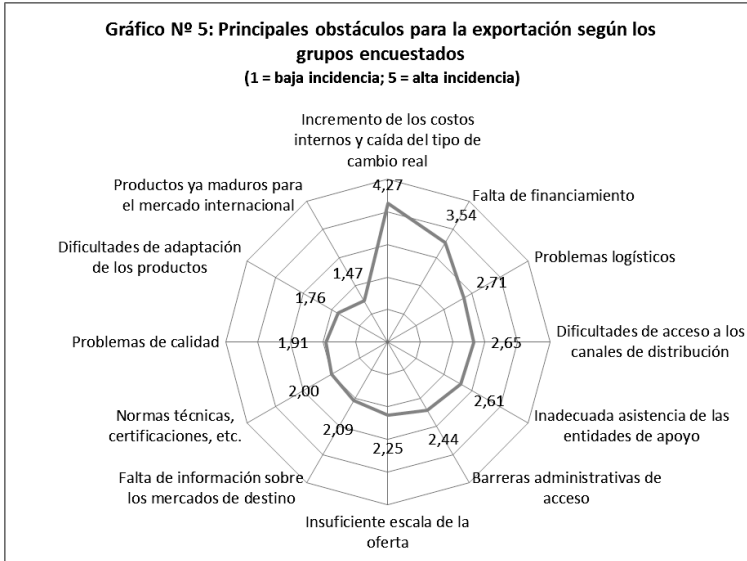 Gráfico Nº 5: Principales obstáculos para la exportación según los
grupos encuestados
(1 = baja incidencia; 5 = alta incidencia)
Incremento de los costos
internos y caída del tipo de
cambio real
4,27
Falta de financiamiento
3,54
Problemas logísticos
2,71
Dificultades de acceso a los
canales de distribución
2,65
Inadecuada asistencia de las
entidades de apoyo
2,61
Barreras administrativas de
acceso
2,44
Insuficiente escala de la
oferta
2,25
Falta de información sobre
los mercados de destino
2,09
Normas técnicas,
certificaciones, etc.
2,00
Problemas de calidad
1,91
Dificultades de adaptación
de los productos
1,76
Productos ya maduros para
el mercado internacional
1,47